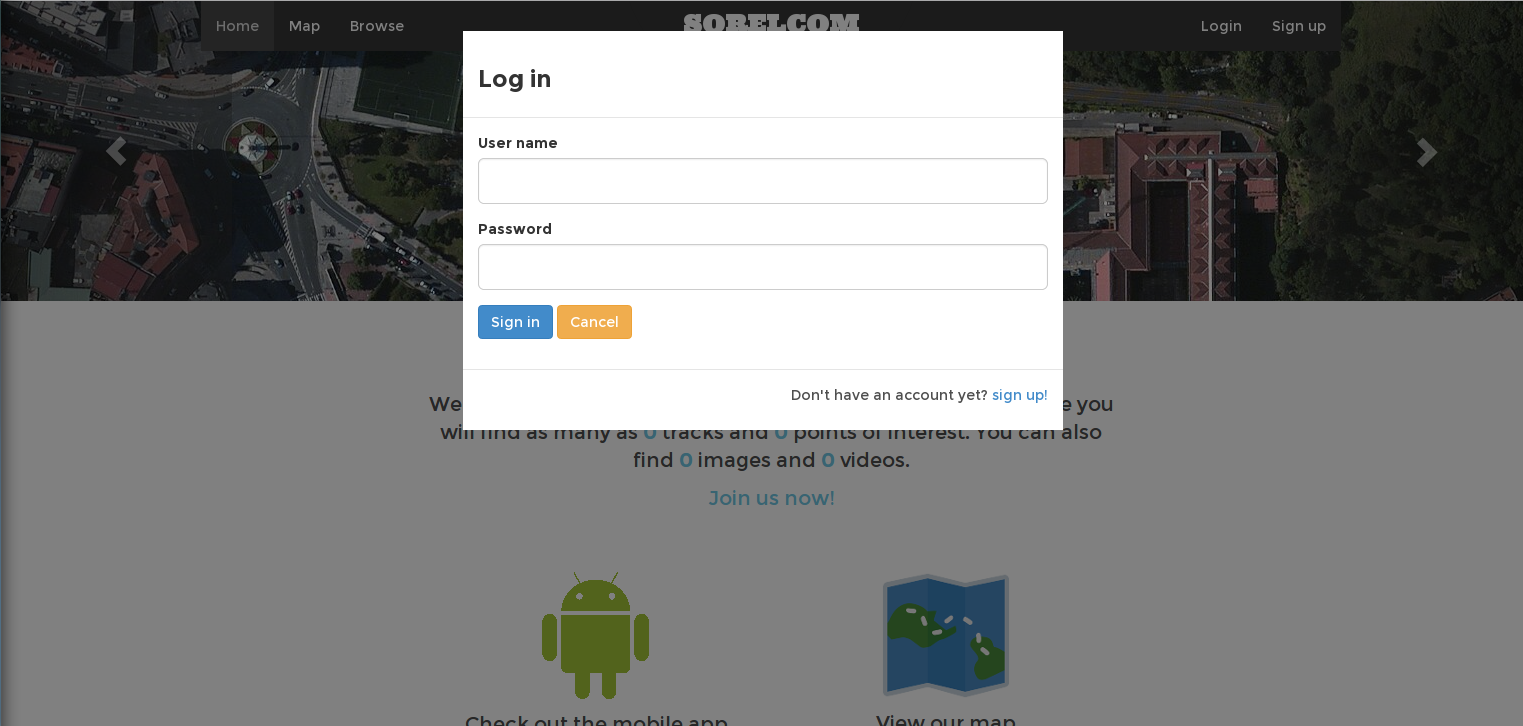 Home Map Browse SOBELCOM Login Sign up
Log in
User name
Password
Sign in Cancel
Don't have an account yet? sign up!
We e you
will find as many as 0 tracks and 0 points of interest. You can also
find 0 images and 0 videos.
Join us now!
Check out the mobile app View our map